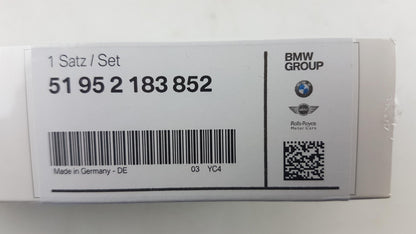 1 Satz / Set
51 95 2 183 852
BMW
GROUP
Rolls-Royce
Motor Cars
Made in Germany - DE
03 YC4